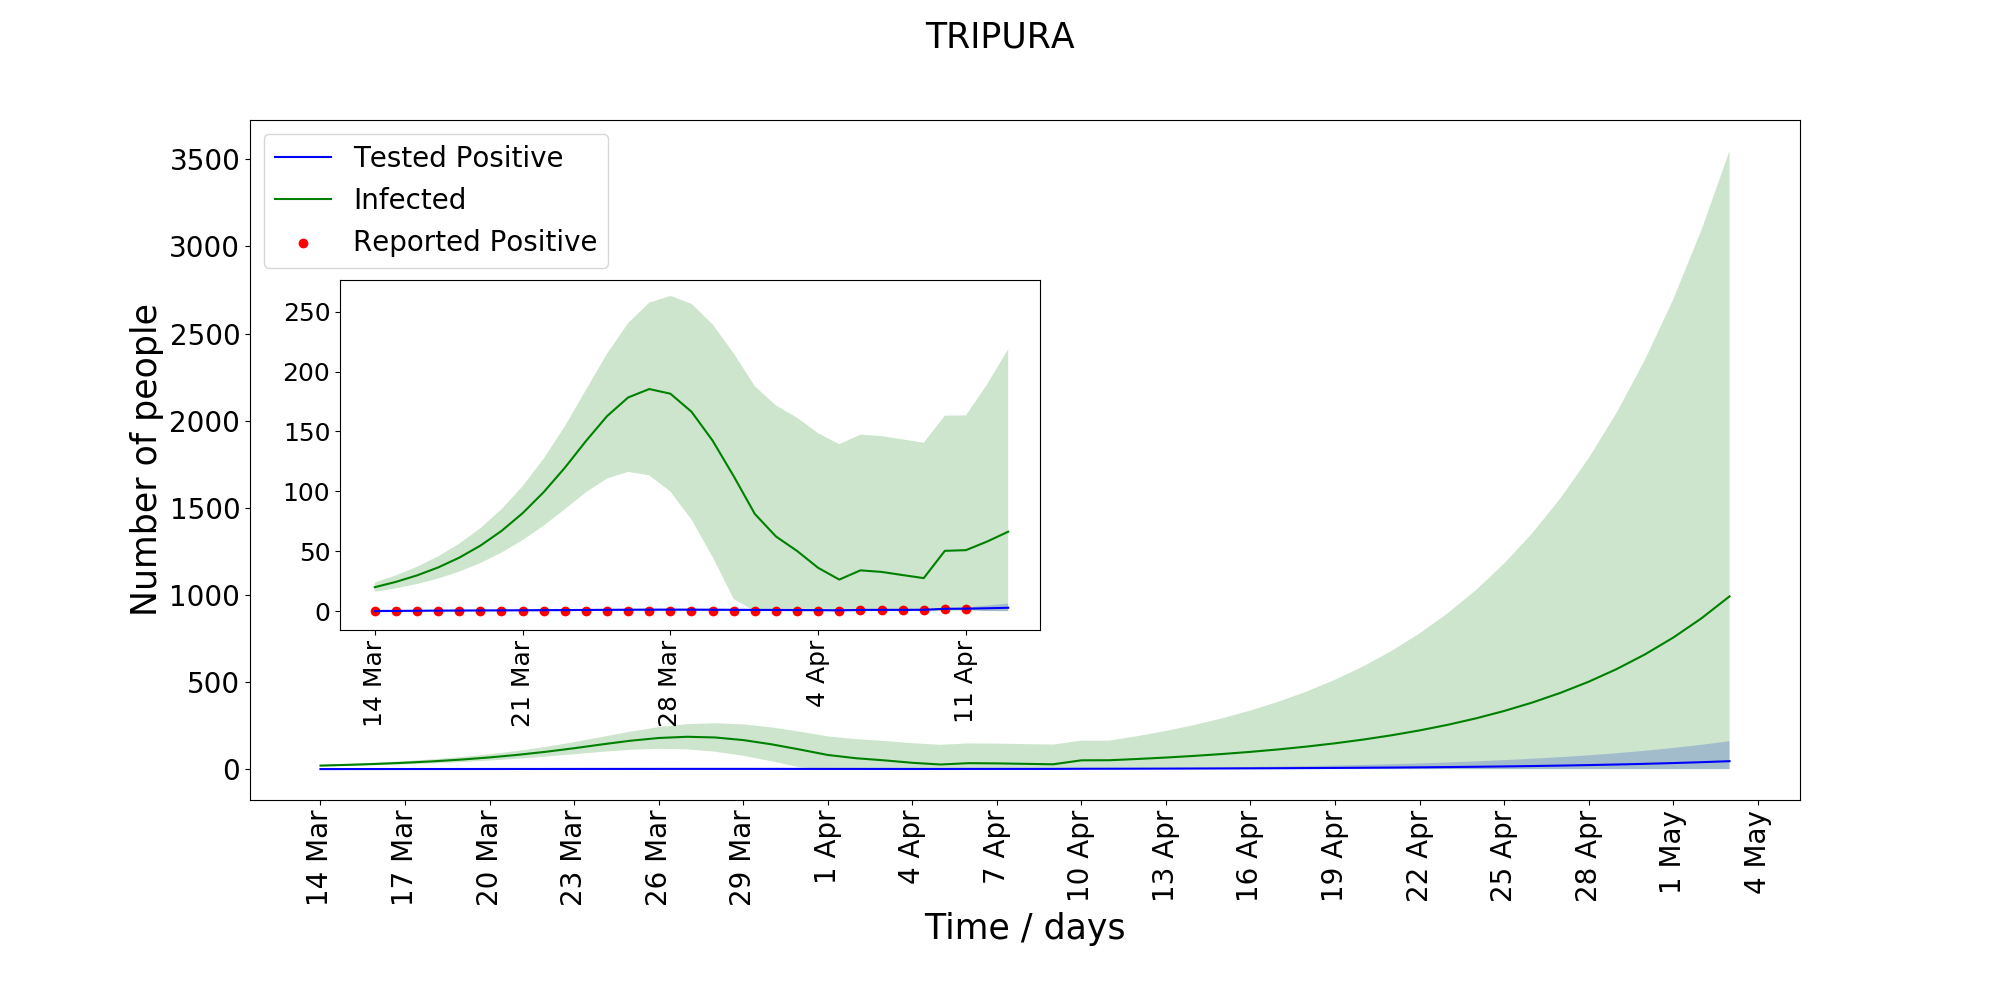 TRIPURA
Tested Positive
Infected
Reported Positive
Number of people
3500
3000
2500
2000
1500
1000
500
0
250
200
150
100
50
0
14 Mar
21 Mar
28 Mar
4 Apr
11 Apr
14 Mar
17 Mar
20 Mar
23 Mar
26 Mar
29 Mar
1 Apr
4 Apr
7 Apr
10 Apr
13 Apr
16 Apr
19 Apr
22 Apr
25 Apr
28 Apr
1 May
4 May
Time / days